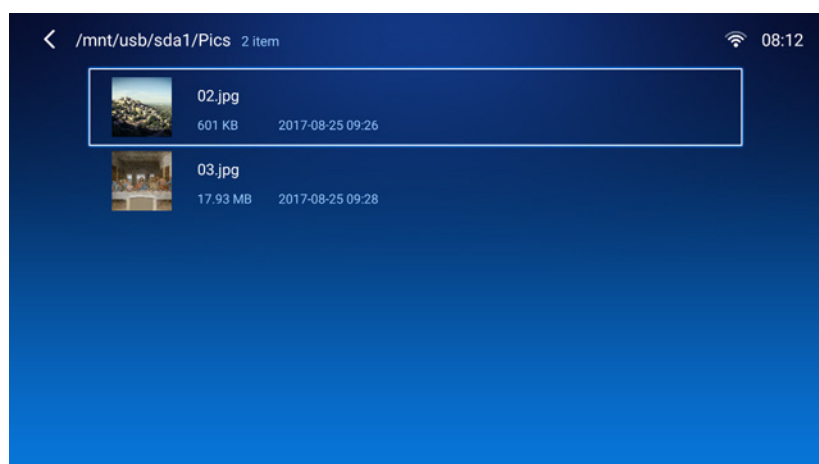 /mnt/usb/sda1/Pics 2 item 08:12
02.jpg
601 KB 2017-08-25 09:26
03.jpg
17.93 MB 2017-08-25 09:28